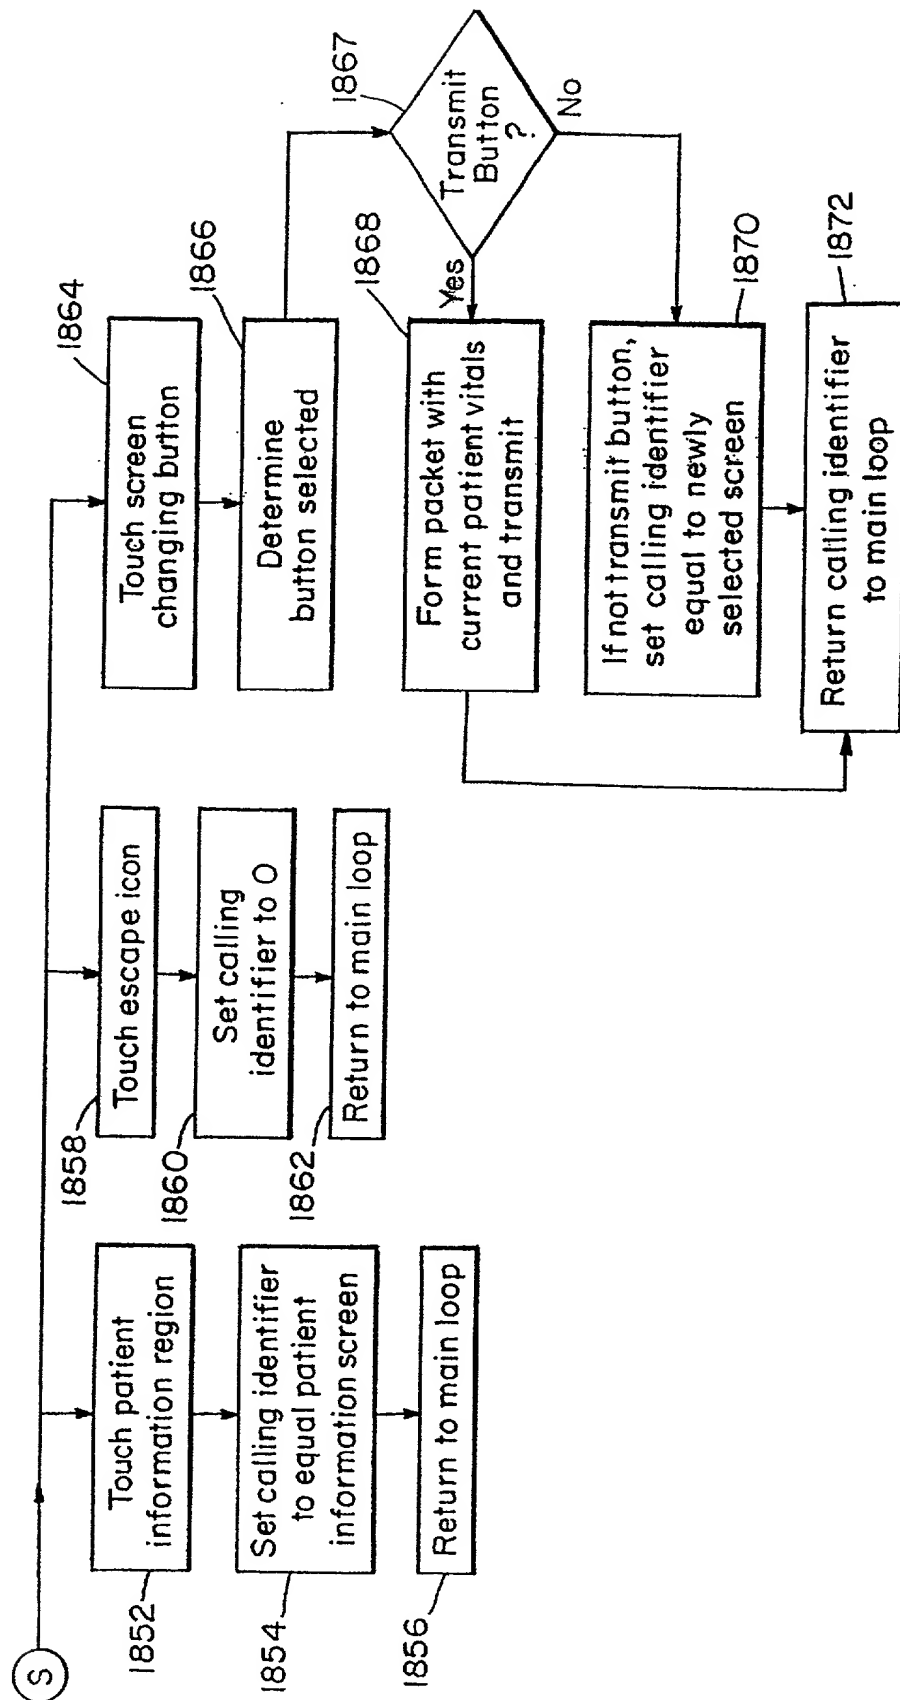 S
1852
Touch patient
information region
1854
Set calling identifier
to equal patient
information screen
1856
Return to main loop
1858
Touch escape icon
1860
Set calling
identifier to 0
1862
Return to main loop
1864
Touch screen
changing button
1866
Determine
button selected
1867
Transmit
Button
?
Yes
No
1868
Form packet with
current patient vitals
and transmit
1870
If not transmit button,
set calling identifier
equal to newly
selected screen
1872
Return calling identifier
to main loop